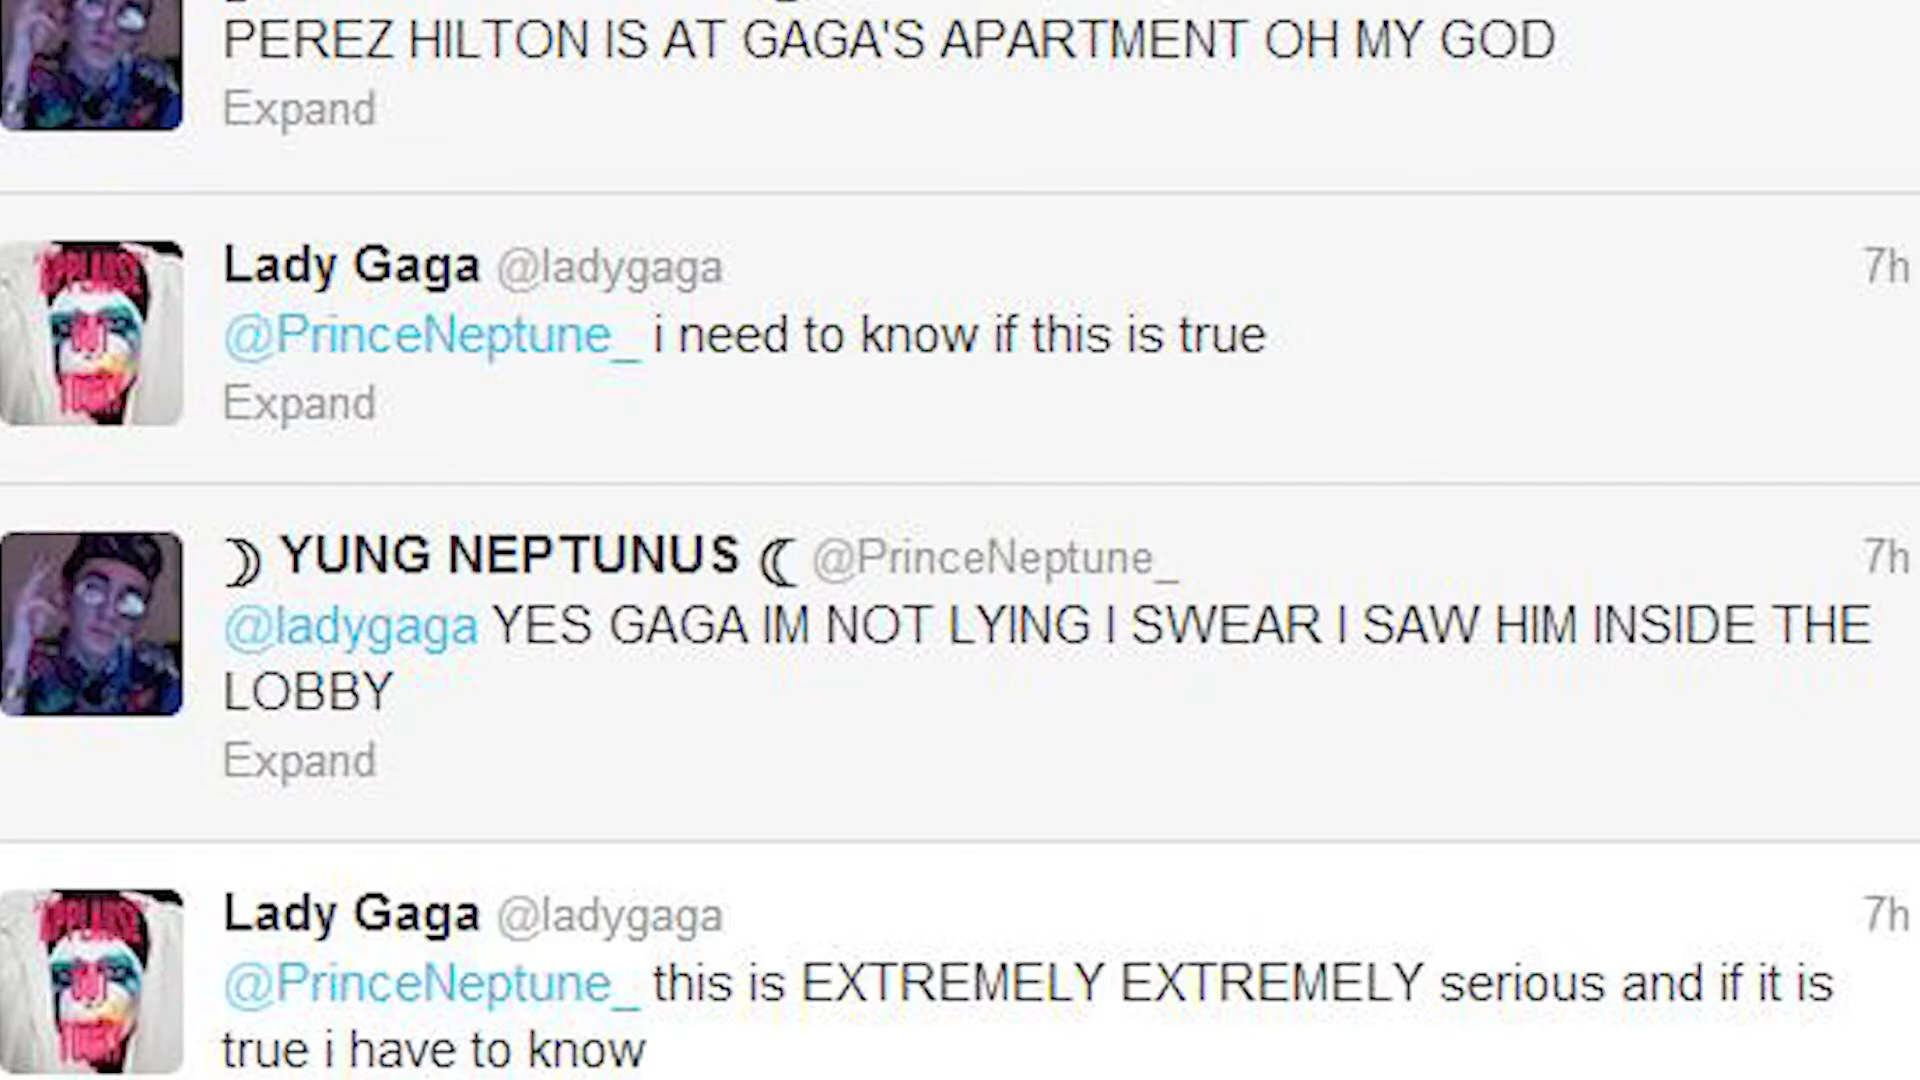 PEREZ HILTON IS AT GAGA'S APARTMENT OH MY GOD
Expand
Lady Gaga @ladygaga 7h
@PrinceNeptune_ i need to know if this is true
Expand
☽ YUNG NEPTUNUS ☾ @PrinceNeptune_ 7h
@ladygaga YES GAGA IM NOT LYING I SWEAR I SAW HIM INSIDE THE
LOBBY
Expand
Lady Gaga @ladygaga 7h
@PrinceNeptune_ this is EXTREMELY EXTREMELY serious and if it is
true i have to know